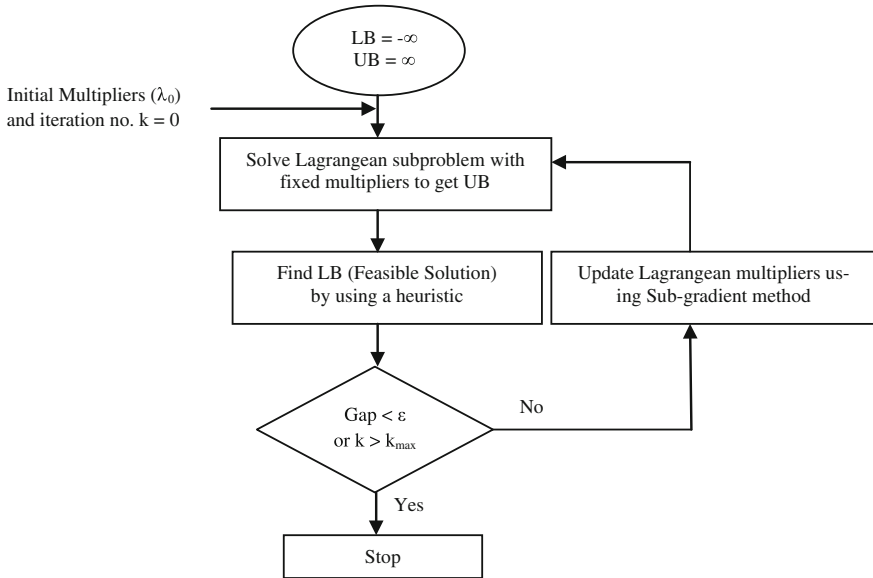 LB = -∞
UB = ∞
Initial Multipliers (λ₀)
and iteration no. k = 0
Solve Lagrangean subproblem with
fixed multipliers to get UB
Find LB (Feasible Solution)
by using a heuristic
Update Lagrangean multipliers us-
ing Sub-gradient method
Gap < ε
or k > kmax
No
Yes
Stop